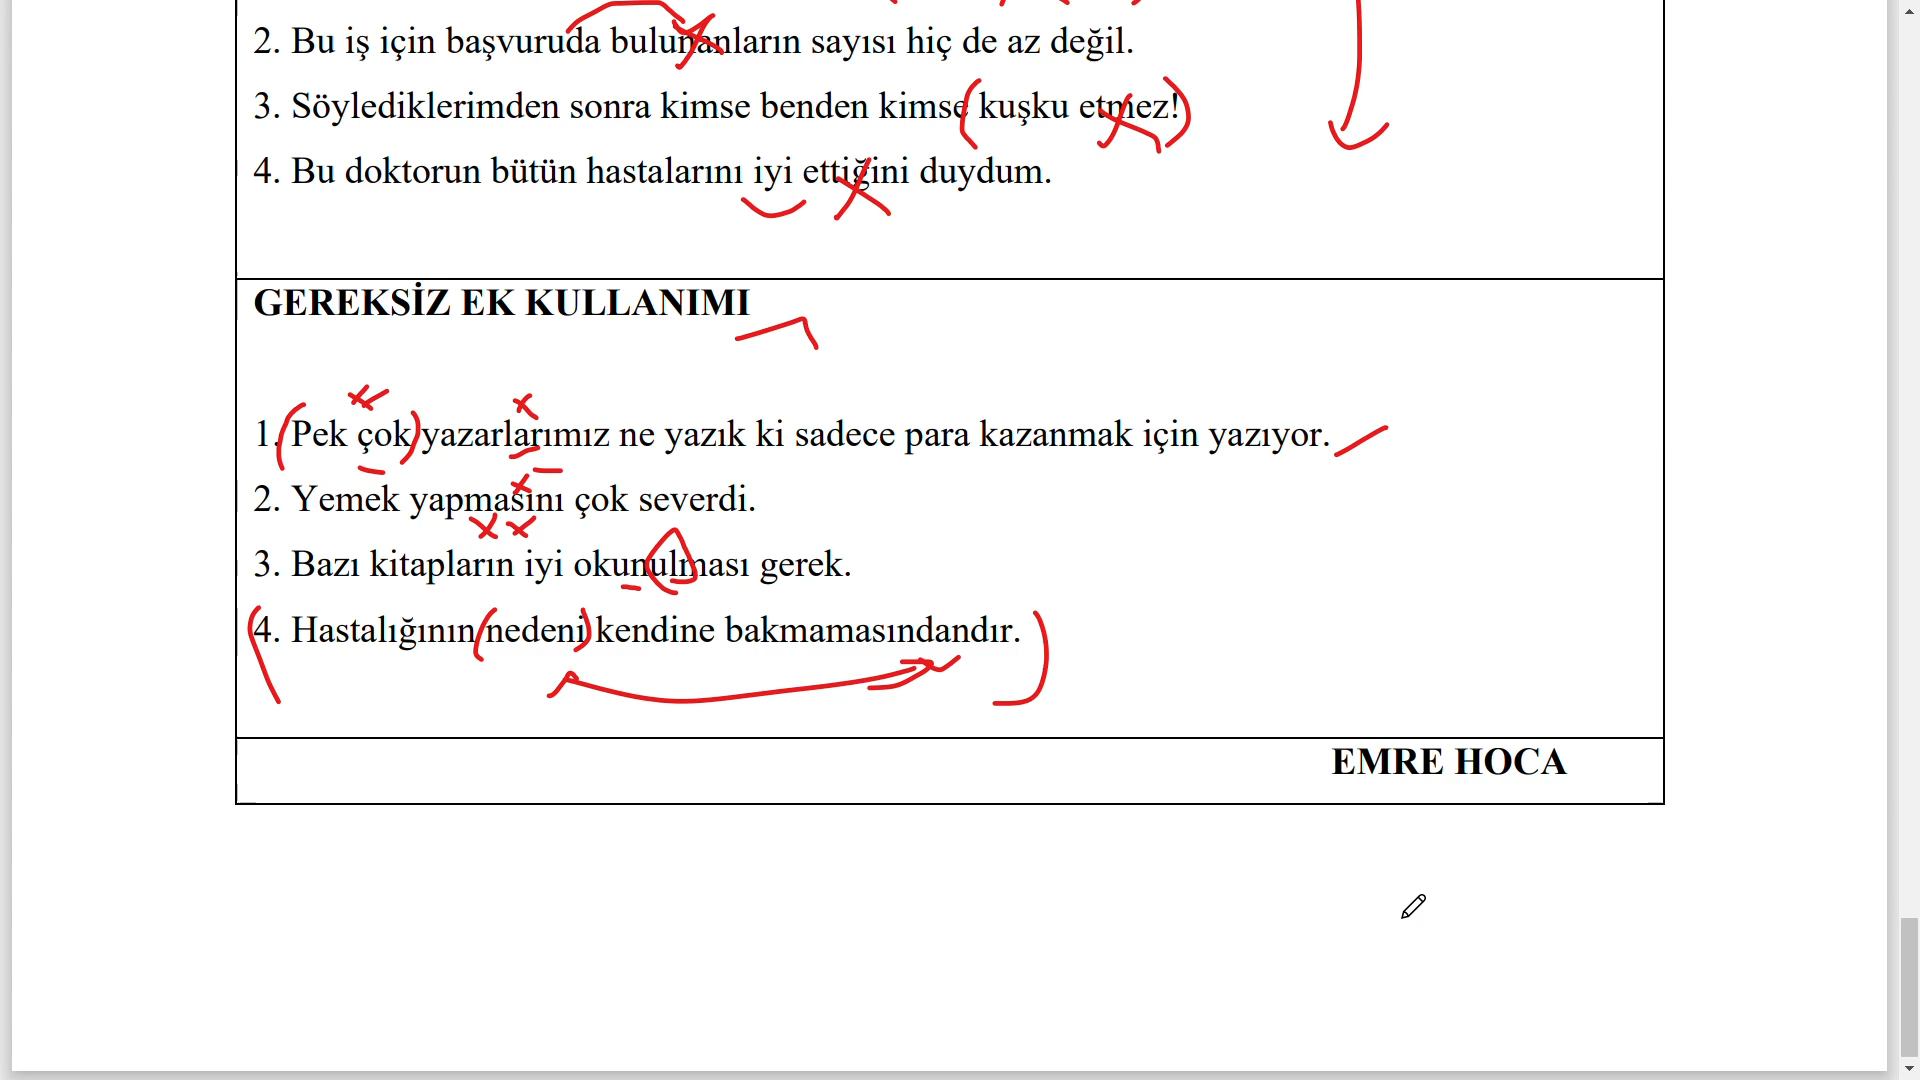 2. Bu iş için başvuruda bulunanların sayısı hiç de az değil.
3. Söylediklerimden sonra kimse benden kimse kuşku etmez!
4. Bu doktorun bütün hastalarını iyi ettiğini duydum.
GEREKSİZ EK KULLANIMI
1. Pek çok yazarlarımız ne yazık ki sadece para kazanmak için yazıyor.
2. Yemek yapmasını çok severdi.
3. Bazı kitapların iyi okunulması gerek.
4. Hastalığının nedeni kendine bakmamasındandır.
EMRE HOCA